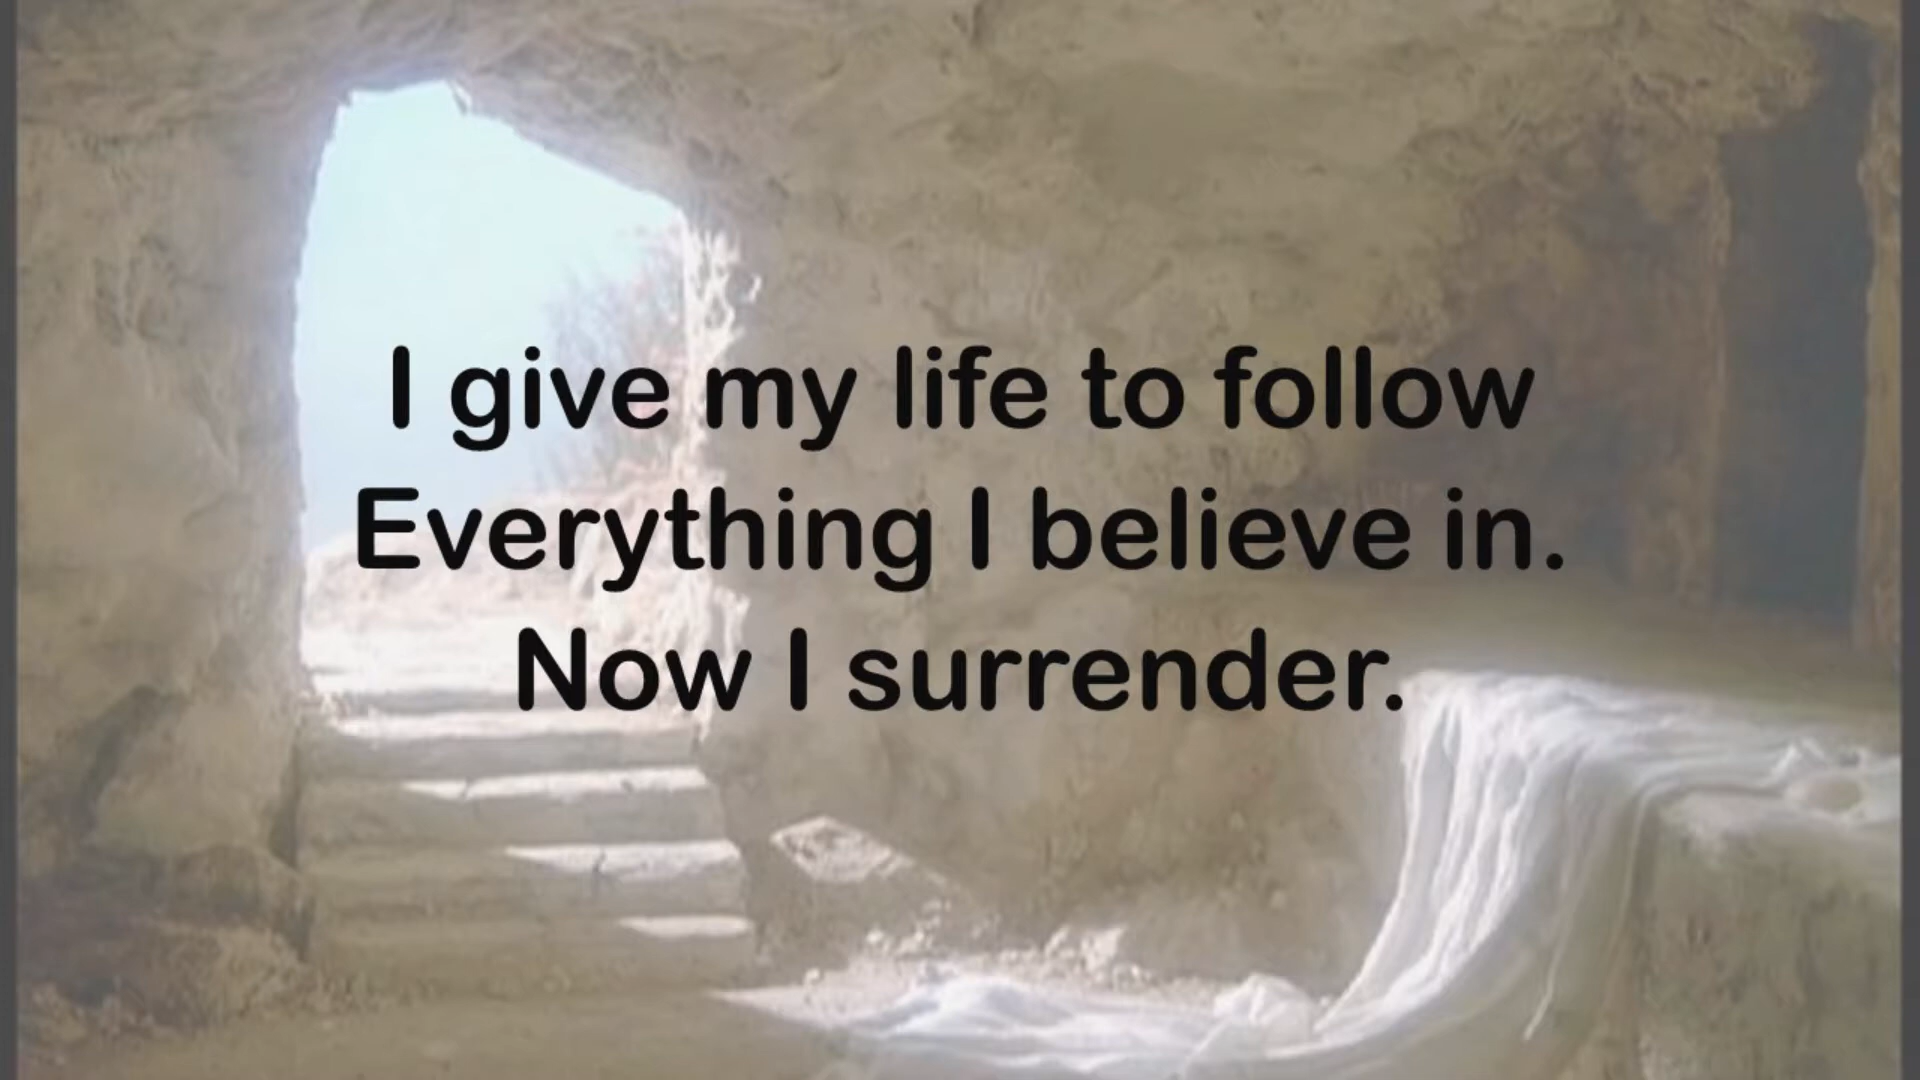 I give my life to follow
Everything I believe in.
Now I surrender.